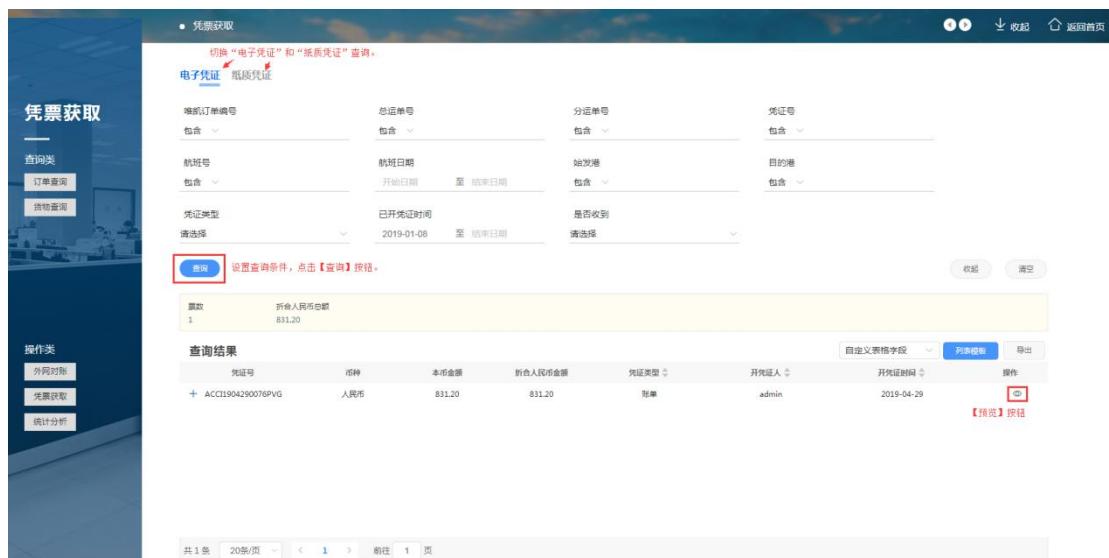 凭票获取
收起
返回首页
切换“电子凭证”和“纸质凭证”查询。
电子凭证 纸质凭证
凭票获取
查询类
订单查询
货物查询
操作类
外网对账
凭票获取
统计分析
唯凯订单编号 总运单号 分运单号 凭证号
包含 包含 包含 包含
航班号 航班日期 始发港 目的港
包含 开始日期 至 结束日期 包含 包含
凭证类型 已开凭证时间 是否收到
请选择 2019-01-08 至 结束日期 请选择
查询 设置查询条件，点击【查询】按钮。 收起 清空
票数 折合人民币总额
1 831.20
查询结果 自定义表格字段 列表模板 导出
凭证号 币种 本币金额 折合人民币金额 凭证类型 开凭证人 开凭证时间 操作
+ ACCI1904290076PVG 人民币 831.20 831.20 账单 admin 2019-04-29
【预览】按钮
共 1 条 20条/页 < 1 > 前往 1 页